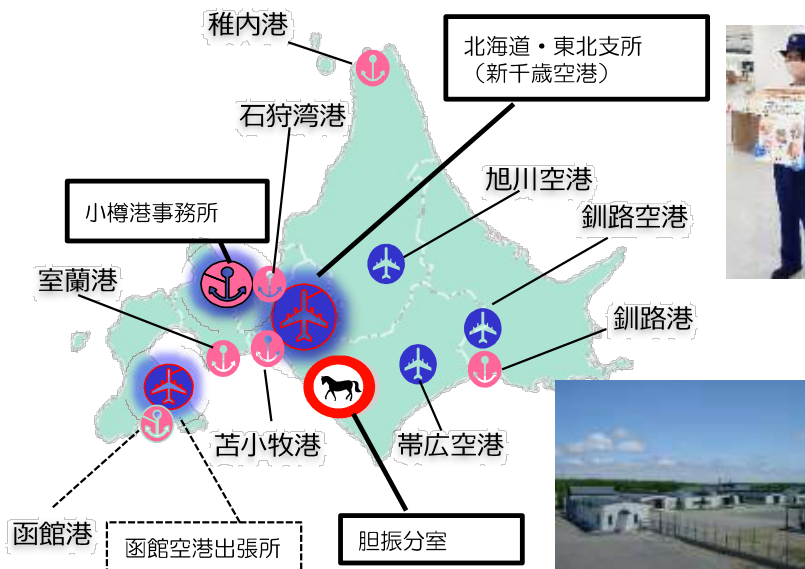 稚内港
北海道・東北支所
（新千歳空港）
石狩湾港
旭川空港
小樽港事務所
釧路空港
室蘭港
釧路港
苫小牧港
帯広空港
函館港
函館空港出張所
胆振分室